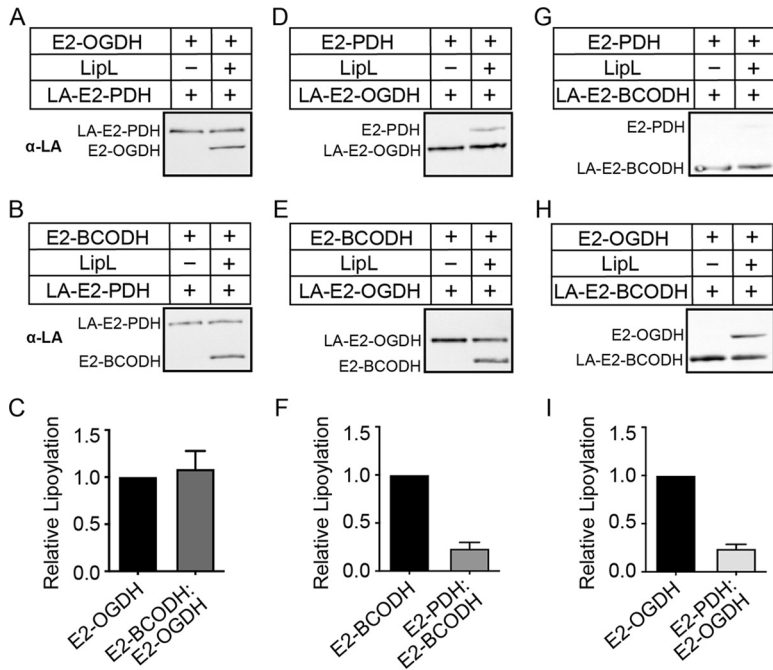 A
E2-OGDH + +
LipL – +
LA-E2-PDH + +
α-LA
LA-E2-PDH
E2-OGDH
B
E2-BCODH + +
LipL – +
LA-E2-PDH + +
α-LA
LA-E2-PDH
E2-BCODH
C
Relative Lipoylation
1.5
1.0
0.5
0.0
E2-OGDH
E2-BCODH:
E2-OGDH
D
E2-PDH + +
LipL – +
LA-E2-OGDH + +
E2-PDH
LA-E2-OGDH
E
E2-BCODH + +
LipL – +
LA-E2-OGDH + +
LA-E2-OGDH
E2-BCODH
F
Relative Lipoylation
1.5
1.0
0.5
0
E2-BCODH
E2-PDH:
E2-BCODH
G
E2-PDH + +
LipL – +
LA-E2-BCODH + +
E2-PDH
LA-E2-BCODH
H
E2-OGDH + +
LipL – +
LA-E2-BCODH + +
E2-OGDH
LA-E2-BCODH
I
Relative Lipoylation
1.5
1.0
0.5
0
E2-OGDH
E2-PDH:
E2-OGDH